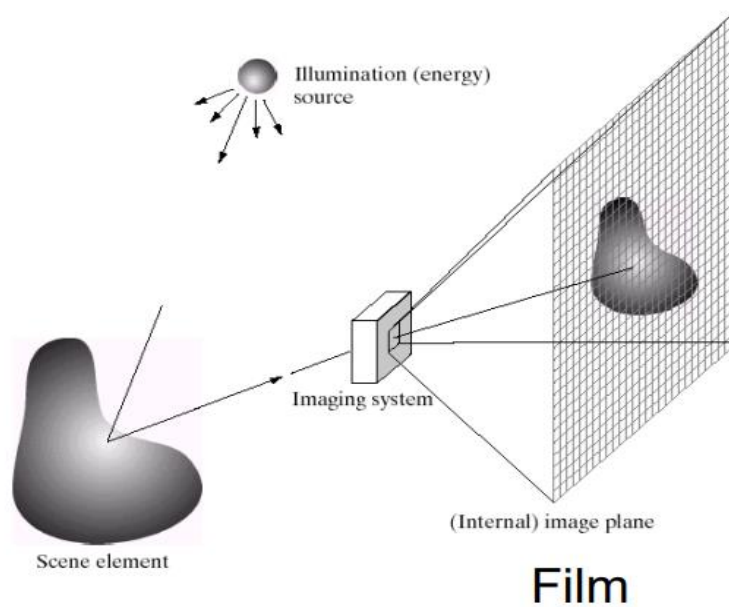 Illumination (energy)
source
Imaging system
(Internal) image plane
Scene element
Film